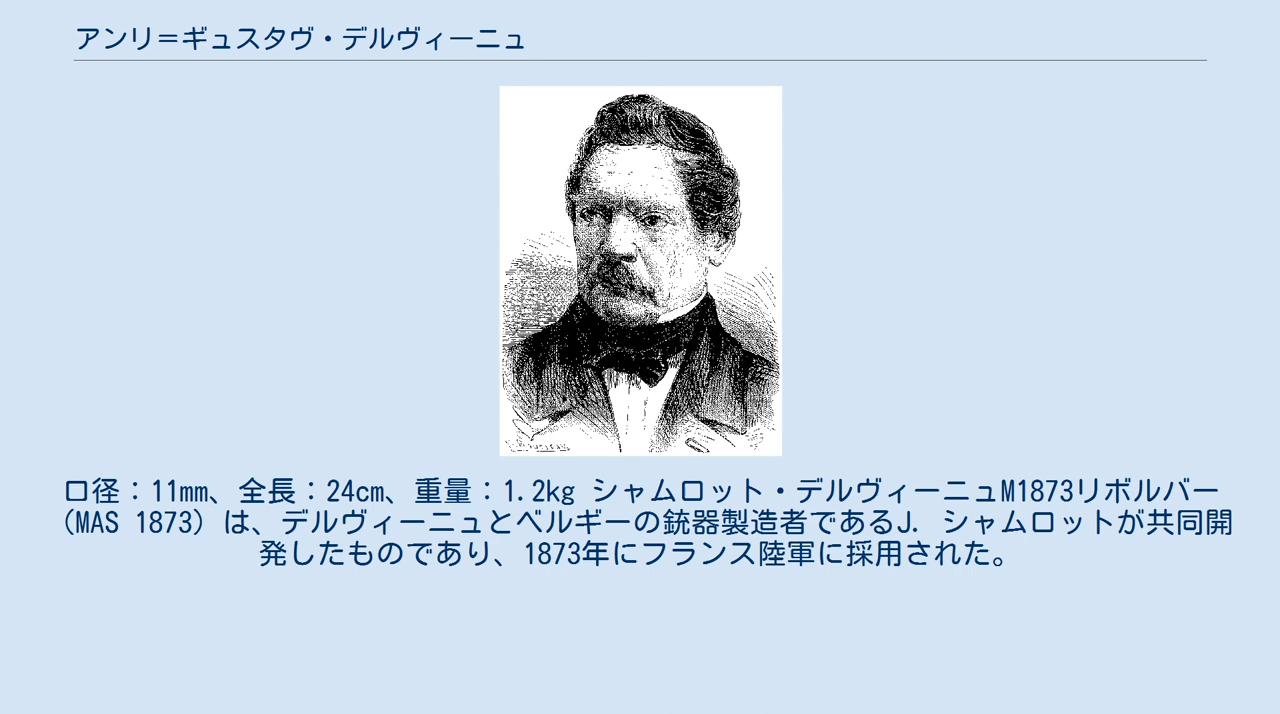 アンリ＝ギュスタヴ・デルヴィーニュ
口径：11mm、全長：24cm、重量：1.2kg シャムロット・デルヴィーニュM1873リボルバー
(MAS 1873) は、デルヴィーニュとベルギーの銃器製造者であるJ. シャムロットが共同開
発したものであり、1873年にフランス陸軍に採用された。